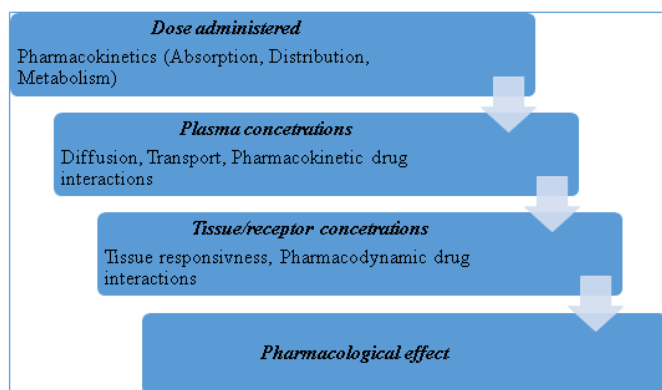 Dose administered
Pharmacokinetics (Absorption, Distribution,
Metabolism)
Plasma concetrations
Diffusion, Transport, Pharmacokinetic drug
interactions
Tissue/receptor concetrations
Tissue responsivness, Pharmacodynamic drug
interactions
Pharmacological effect